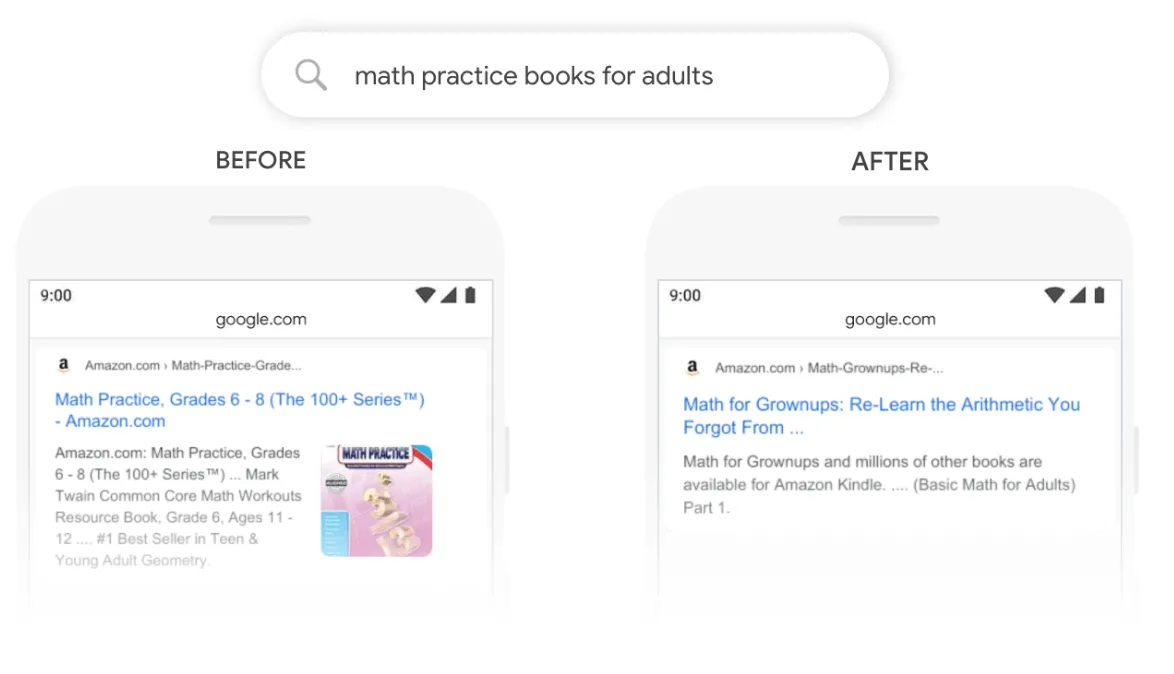 math practice books for adults
BEFORE
9:00
google.com
a Amazon.com › Math-Practice-Grade...
Math Practice, Grades 6 - 8 (The 100+ Series™)
- Amazon.com
Amazon.com: Math Practice, Grades
6 - 8 (The 100+ Series™) ... Mark
Twain Common Core Math Workouts
Resource Book, Grade 6, Ages 11 -
12 .... #1 Best Seller in Teen &
Young Adult Geometry.
MATH PRACTICE
AFTER
9:00
google.com
a Amazon.com › Math-Grownups-Re-...
Math for Grownups: Re-Learn the Arithmetic You
Forgot From ...
Math for Grownups and millions of other books are
available for Amazon Kindle. .... (Basic Math for Adults)
Part 1.